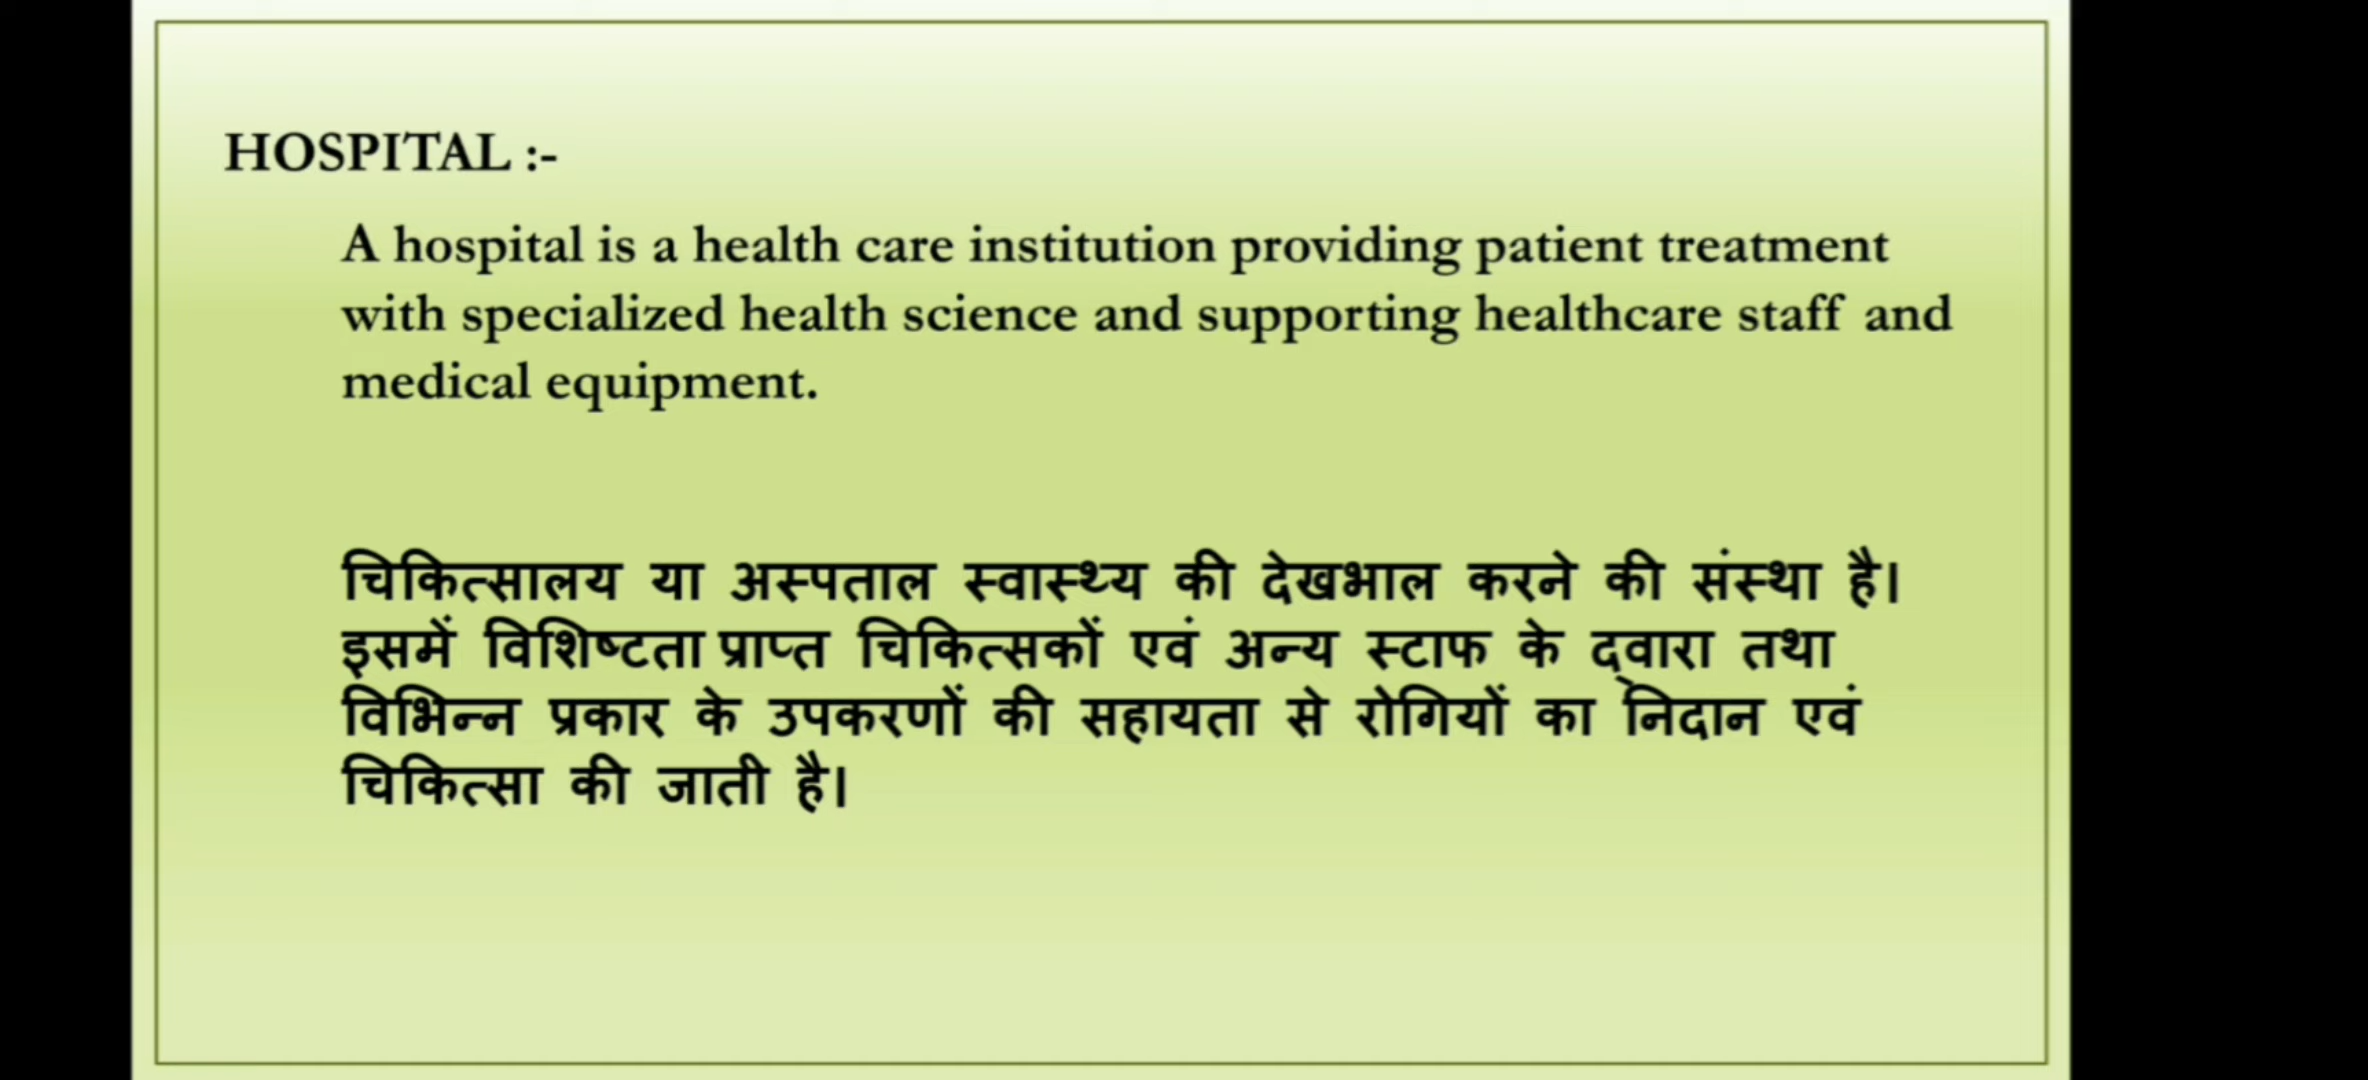 HOSPITAL :-
A hospital is a health care institution providing patient treatment
with specialized health science and supporting healthcare staff and
medical equipment.
चिकित्सालय या अस्पताल स्वास्थ्य की देखभाल करने की संस्था है।
इसमें विशिष्टता प्राप्त चिकित्सकों एवं अन्य स्टाफ के द्वारा तथा
विभिन्न प्रकार के उपकरणों की सहायता से रोगियों का निदान एवं
चिकित्सा की जाती है।